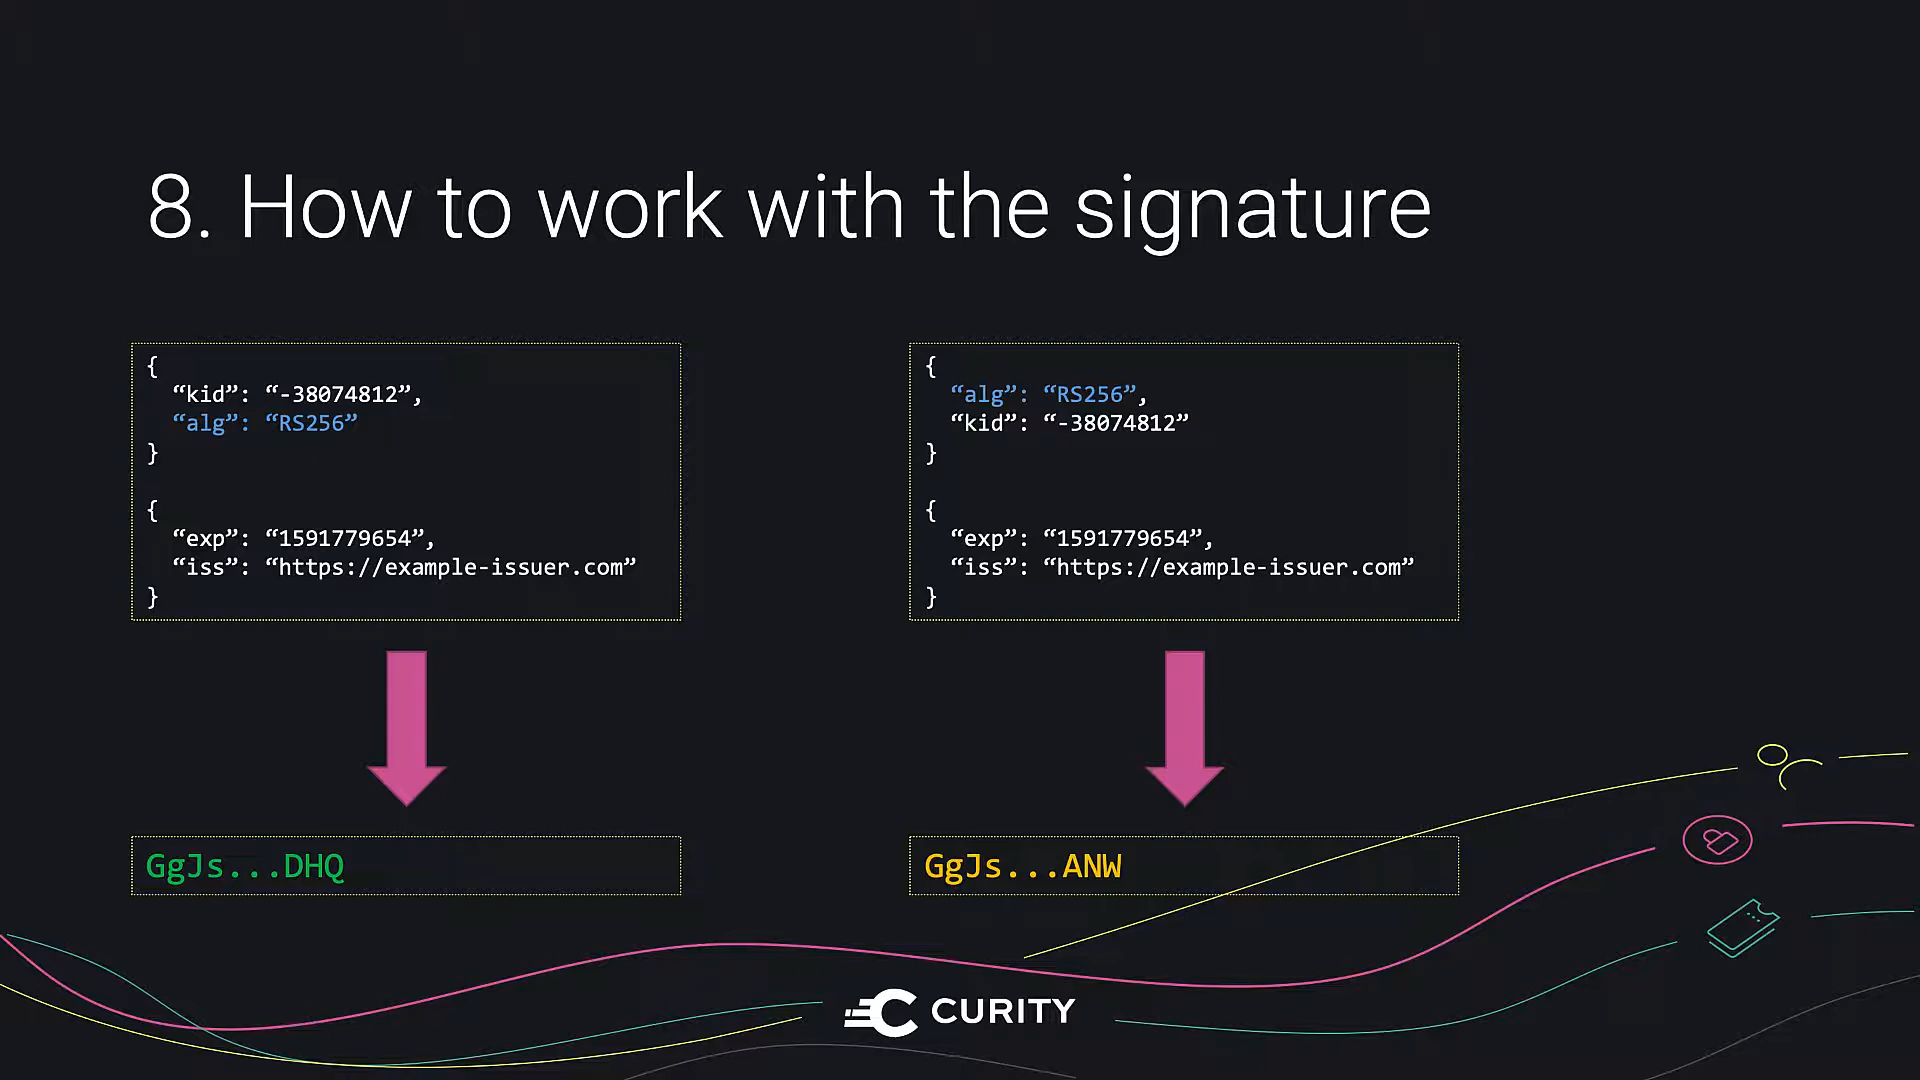 8. How to work with the signature
{
“kid”: “-38074812”,
“alg”: “RS256”
}
{
“exp”: “1591779654”,
“iss”: “https://example-issuer.com”
}
GgJs...DHQ
{
“alg”: “RS256”,
“kid”: “-38074812”
}
{
“exp”: “1591779654”,
“iss”: “https://example-issuer.com”
}
GgJs...ANW
CURITY